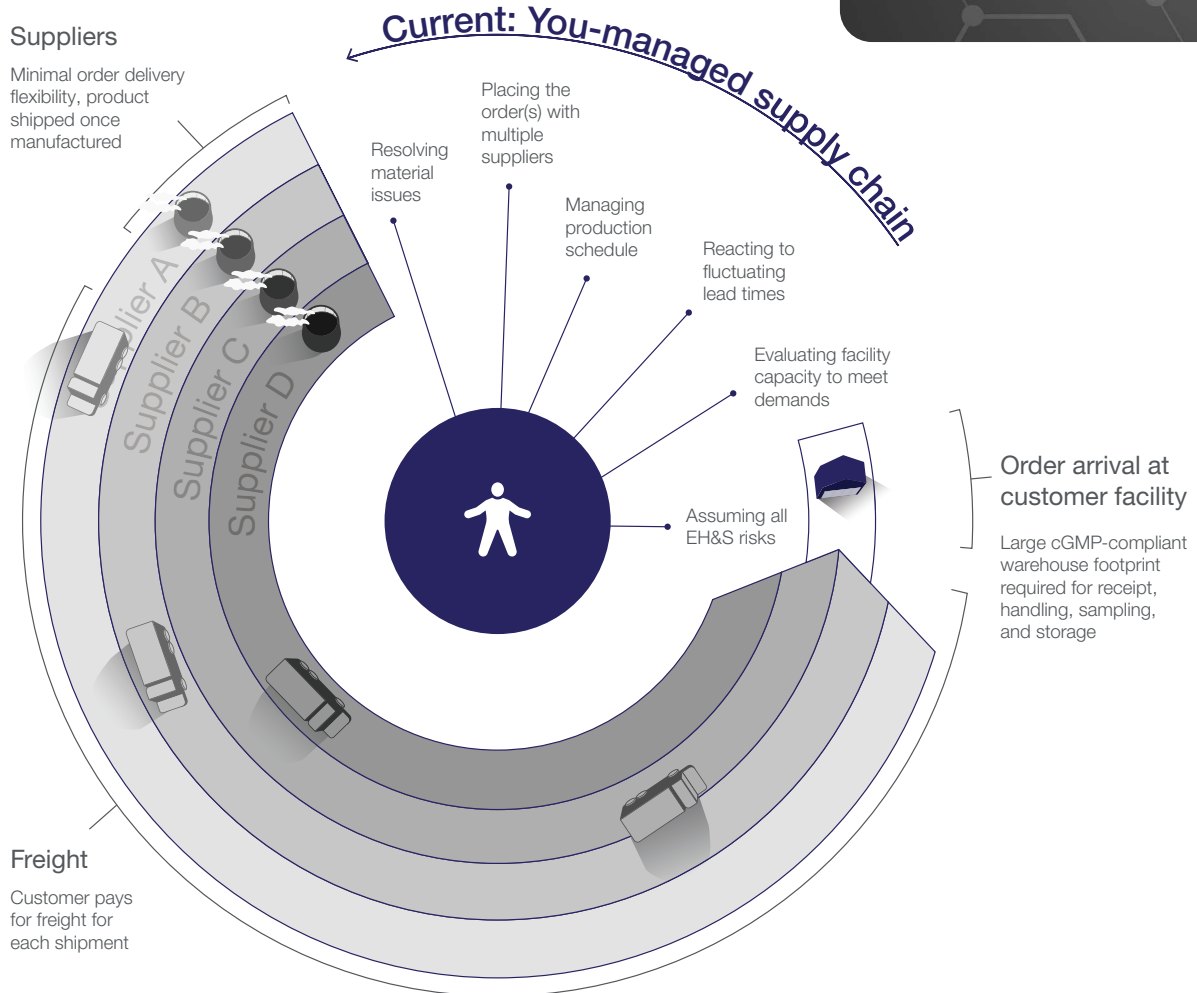 Current: You-managed supply chain
Suppliers
Minimal order delivery
flexibility, product
shipped once
manufactured
Resolving
material
issues
Placing the
order(s) with
multiple
suppliers
Managing
production
schedule
Reacting to
fluctuating
lead times
Evaluating facility
capacity to meet
demands
Assuming all
EH&S risks
Supplier B
Supplier C
Supplier D
Order arrival at
customer facility
Large cGMP-compliant
warehouse footprint
required for receipt,
handling, sampling,
and storage
Freight
Customer pays
for freight for
each shipment